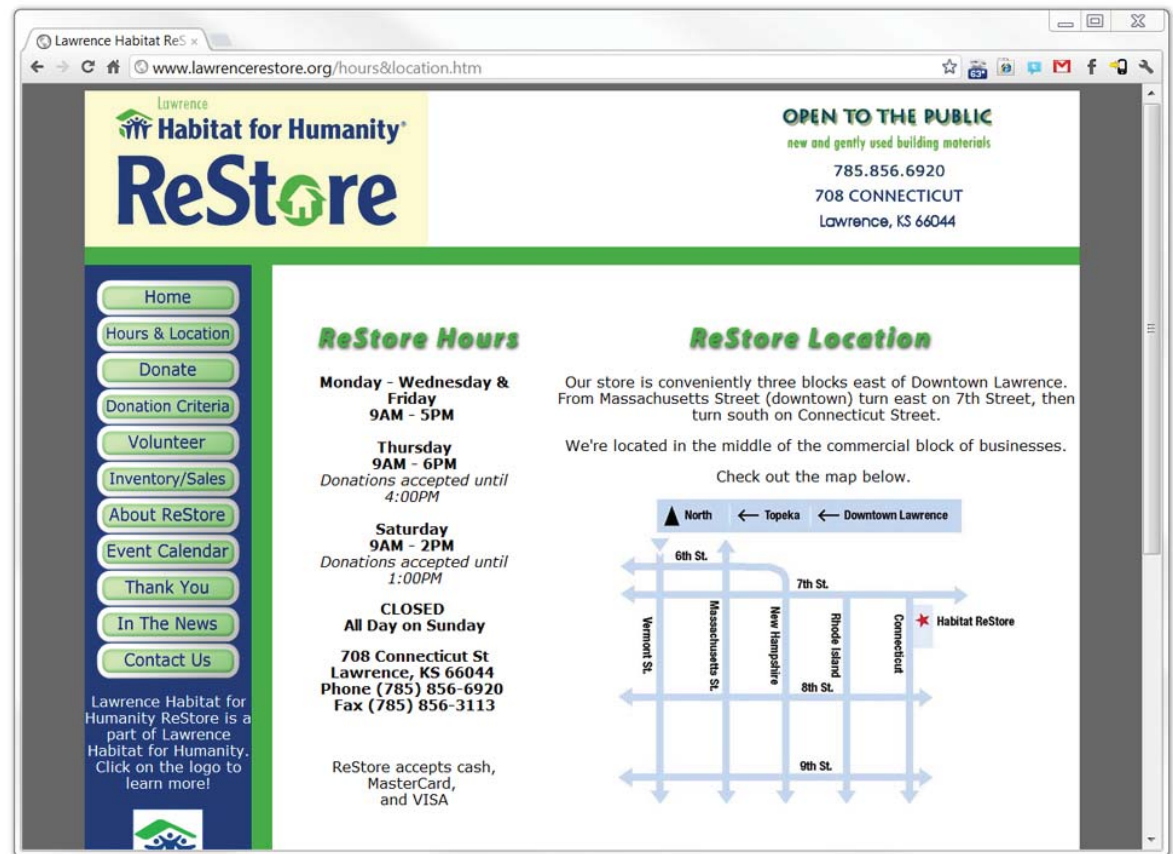 Lawrence Habitat ReS
www.lawrencerestore.org/hours&location.htm
63°
Lawrence
Habitat for Humanity®
ReStore
OPEN TO THE PUBLIC
new and gently used building materials
785.856.6920
708 CONNECTICUT
Lawrence, KS 66044
Home
Hours & Location
Donate
Donation Criteria
Volunteer
Inventory/Sales
About ReStore
Event Calendar
Thank You
In The News
Contact Us
Lawrence Habitat for
Humanity ReStore is a
part of Lawrence
Habitat for Humanity.
Click on the logo to
learn more!
ReStore Hours
Monday - Wednesday &
Friday
9AM - 5PM
Thursday
9AM - 6PM
Donations accepted until
4:00PM
Saturday
9AM - 2PM
Donations accepted until
1:00PM
CLOSED
All Day on Sunday
708 Connecticut St
Lawrence, KS 66044
Phone (785) 856-6920
Fax (785) 856-3113
ReStore accepts cash,
MasterCard,
and VISA
ReStore Location
Our store is conveniently three blocks east of Downtown Lawrence.
From Massachusetts Street (downtown) turn east on 7th Street, then
turn south on Connecticut Street.
We're located in the middle of the commercial block of businesses.
Check out the map below.
North
Topeka
Downtown Lawrence
6th St.
7th St.
Vermont St.
Massachusetts St.
New Hampshire
Rhode Island
Connecticut
Habitat ReStore
8th St.
9th St.